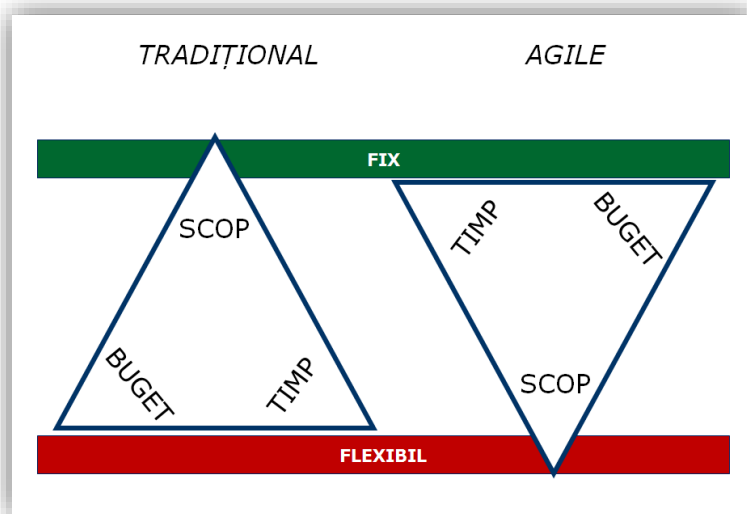 TRADIȚIONAL
AGILE
FIX
SCOP
BUGET
TIMP
TIMP
BUGET
SCOP
FLEXIBIL